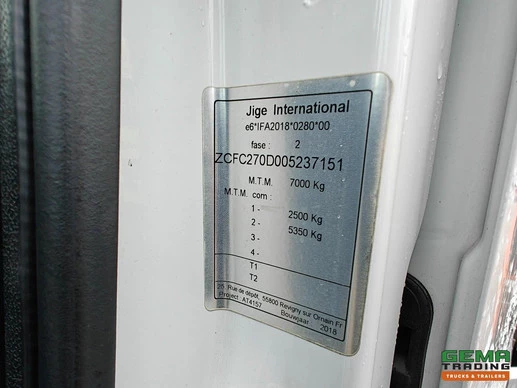 Jige International
e6*IFA2018*0280*00
fase : 2
ZCFC270D005237151
M.T.M. 7000 Kg
M.T.M. com :
1 - 2500 Kg
2 - 5350 Kg
3 -
4 -
T1
T2
20 Rue de dépôt, 55800 Revigny sur Ornain Fr
Project: AT4157 Bouwjaar 2018
GEMA
TRADING
TRUCKS & TRAILERS